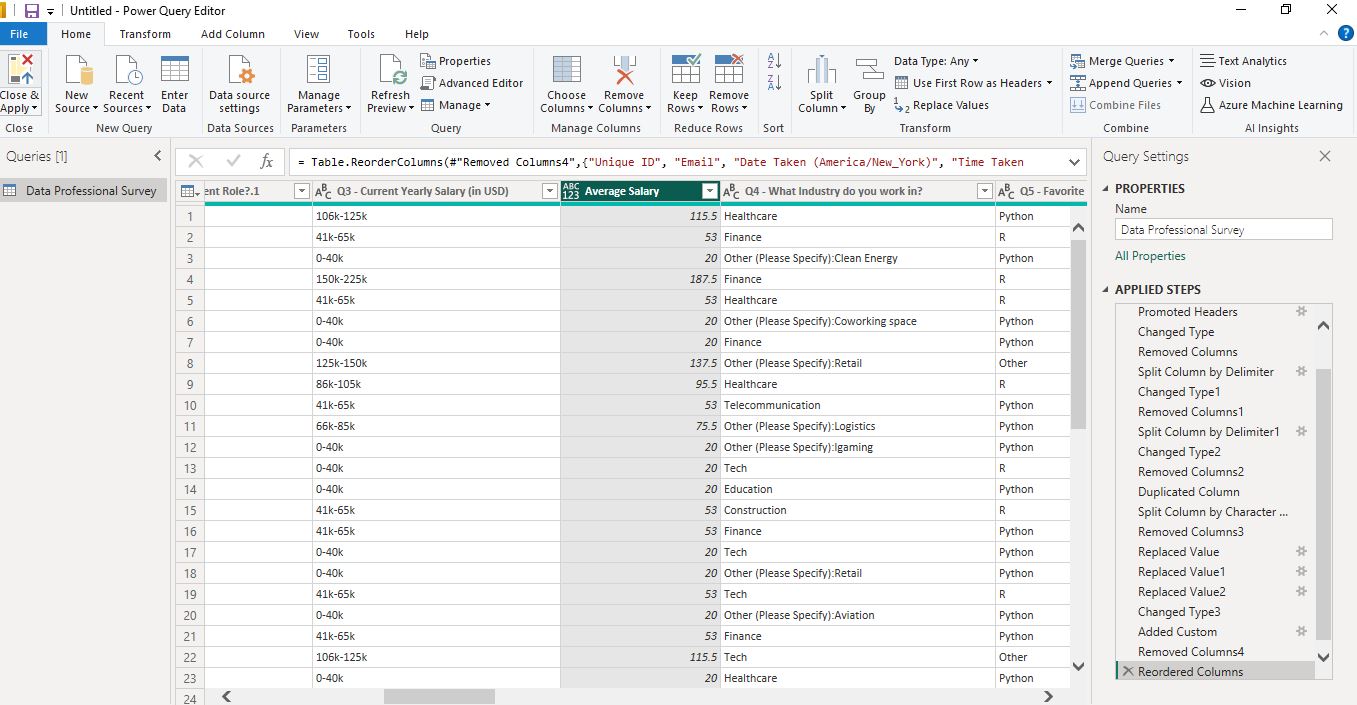 Untitled - Power Query Editor
File Home Transform Add Column View Tools Help
Close & Apply
New Source
Recent Sources
Enter Data
Data source settings
Manage Parameters
Refresh Preview
Properties
Advanced Editor
Manage
Choose Columns
Remove Columns
Keep Rows
Remove Rows
Split Column
Group By
Data Type: Any
Use First Row as Headers
Replace Values
Merge Queries
Append Queries
Combine Files
Text Analytics
Vision
Azure Machine Learning
Close New Query Data Sources Parameters Query Manage Columns Reduce Rows Sort Transform Combine AI Insights
Queries [1]
Data Professional Survey
fx = Table.ReorderColumns(#"Removed Columns4",{"Unique ID", "Email", "Date Taken (America/New_York)", "Time Taken
ent Role?.1 ABC Q3 - Current Yearly Salary (in USD) ABC 123 Average Salary ABC Q4 - What Industry do you work in? ABC Q5 - Favorite
1 106k-125k 115.5 Healthcare Python
2 41k-65k 53 Finance R
3 0-40k 20 Other (Please Specify):Clean Energy Python
4 150k-225k 187.5 Finance R
5 41k-65k 53 Healthcare R
6 0-40k 20 Other (Please Specify):Coworking space Python
7 0-40k 20 Finance Python
8 125k-150k 137.5 Other (Please Specify):Retail Other
9 86k-105k 95.5 Healthcare R
10 41k-65k 53 Telecommunication Python
11 66k-85k 75.5 Other (Please Specify):Logistics Python
12 0-40k 20 Other (Please Specify):Igaming Python
13 0-40k 20 Tech R
14 0-40k 20 Education Python
15 41k-65k 53 Construction R
16 41k-65k 53 Finance Python
17 0-40k 20 Tech Python
18 0-40k 20 Other (Please Specify):Retail Python
19 41k-65k 53 Tech R
20 0-40k 20 Other (Please Specify):Aviation Python
21 41k-65k 53 Finance Python
22 106k-125k 115.5 Tech Other
23 0-40k 20 Healthcare Python
24
Query Settings
PROPERTIES
Name
Data Professional Survey
All Properties
APPLIED STEPS
Promoted Headers
Changed Type
Removed Columns
Split Column by Delimiter
Changed Type1
Removed Columns1
Split Column by Delimiter1
Changed Type2
Removed Columns2
Duplicated Column
Split Column by Character ...
Removed Columns3
Replaced Value
Replaced Value1
Replaced Value2
Changed Type3
Added Custom
Removed Columns4
Reordered Columns